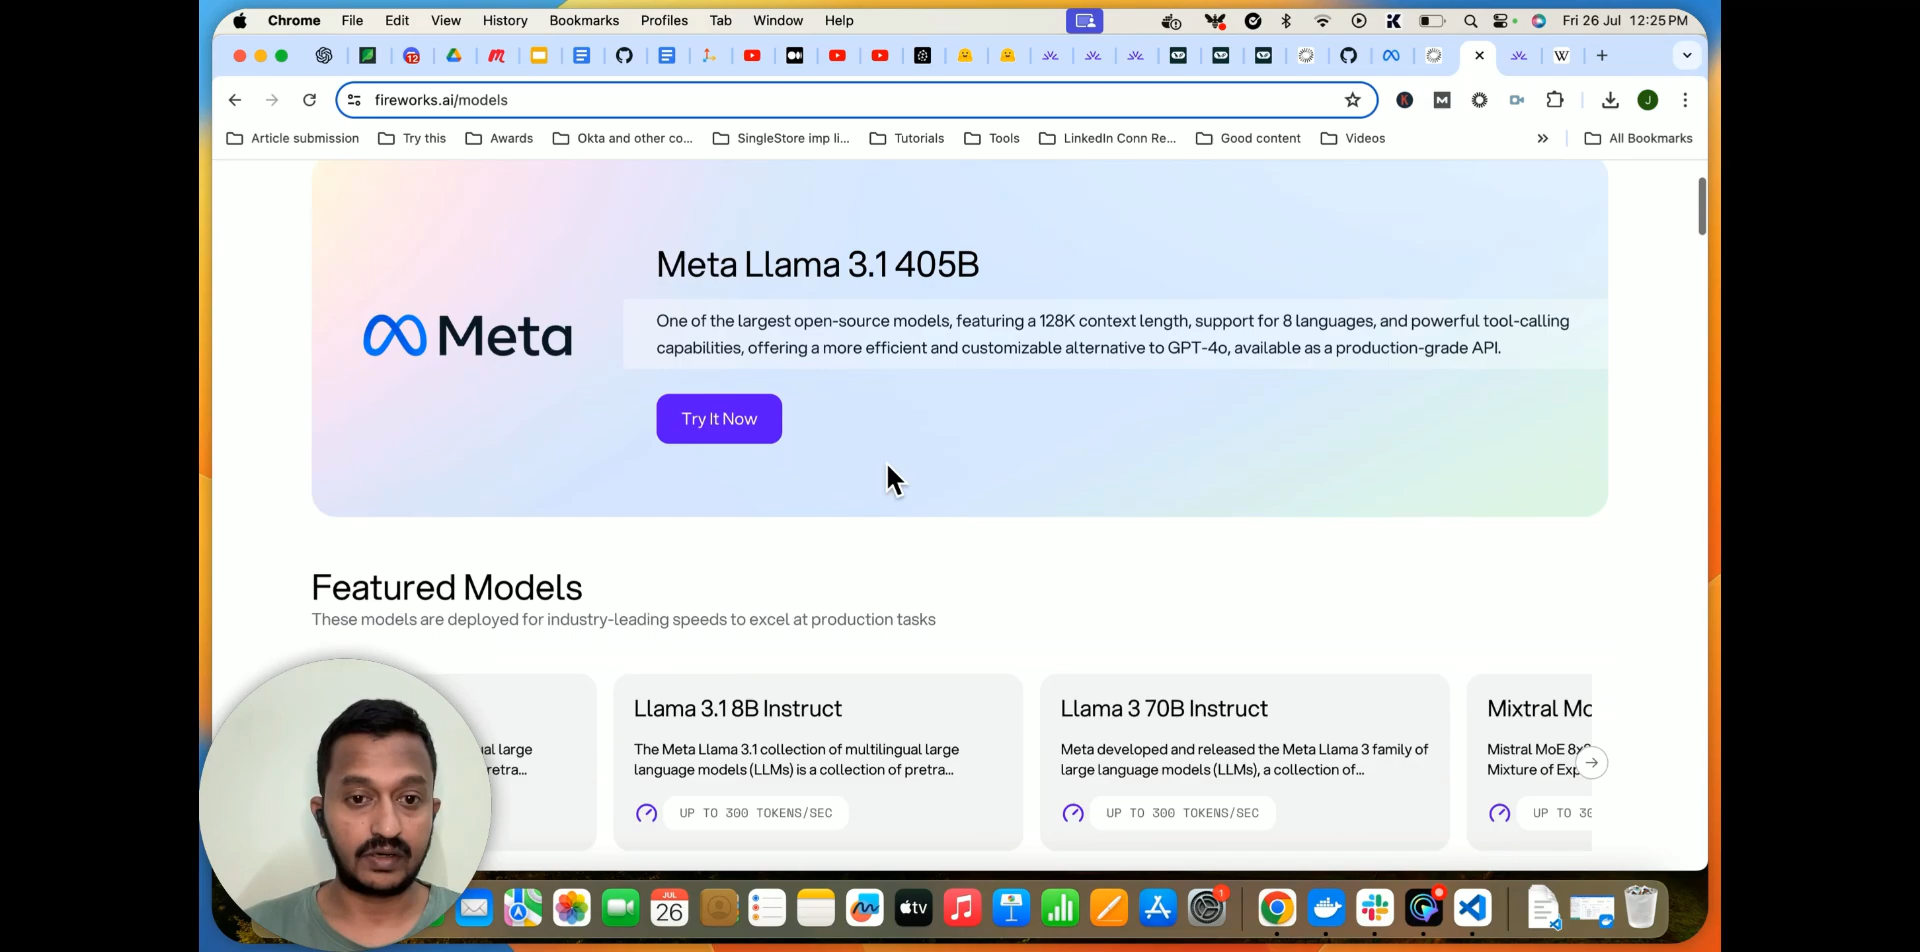 Chrome File Edit View History Bookmarks Profiles Tab Window Help Fri 26 Jul 12:25 PM
12
fireworks.ai/models
J
Article submission Try this Awards Okta and other co... SingleStore imp li... Tutorials Tools LinkedIn Conn Re... Good content Videos » All Bookmarks
Meta
Meta Llama 3.1 405B
One of the largest open-source models, featuring a 128K context length, support for 8 languages, and powerful tool-calling
capabilities, offering a more efficient and customizable alternative to GPT-4o, available as a production-grade API.
Try It Now
Featured Models
These models are deployed for industry-leading speeds to excel at production tasks
ual large
retra...
Llama 3.1 8B Instruct
The Meta Llama 3.1 collection of multilingual large
language models (LLMs) is a collection of pretra...
UP TO 300 TOKENS/SEC
Llama 3 70B Instruct
Meta developed and released the Meta Llama 3 family of
large language models (LLMs), a collection of...
UP TO 300 TOKENS/SEC
Mixtral Mo
Mistral MoE 8x
Mixture of Exp
UP TO 30
JUL
26
tv
1